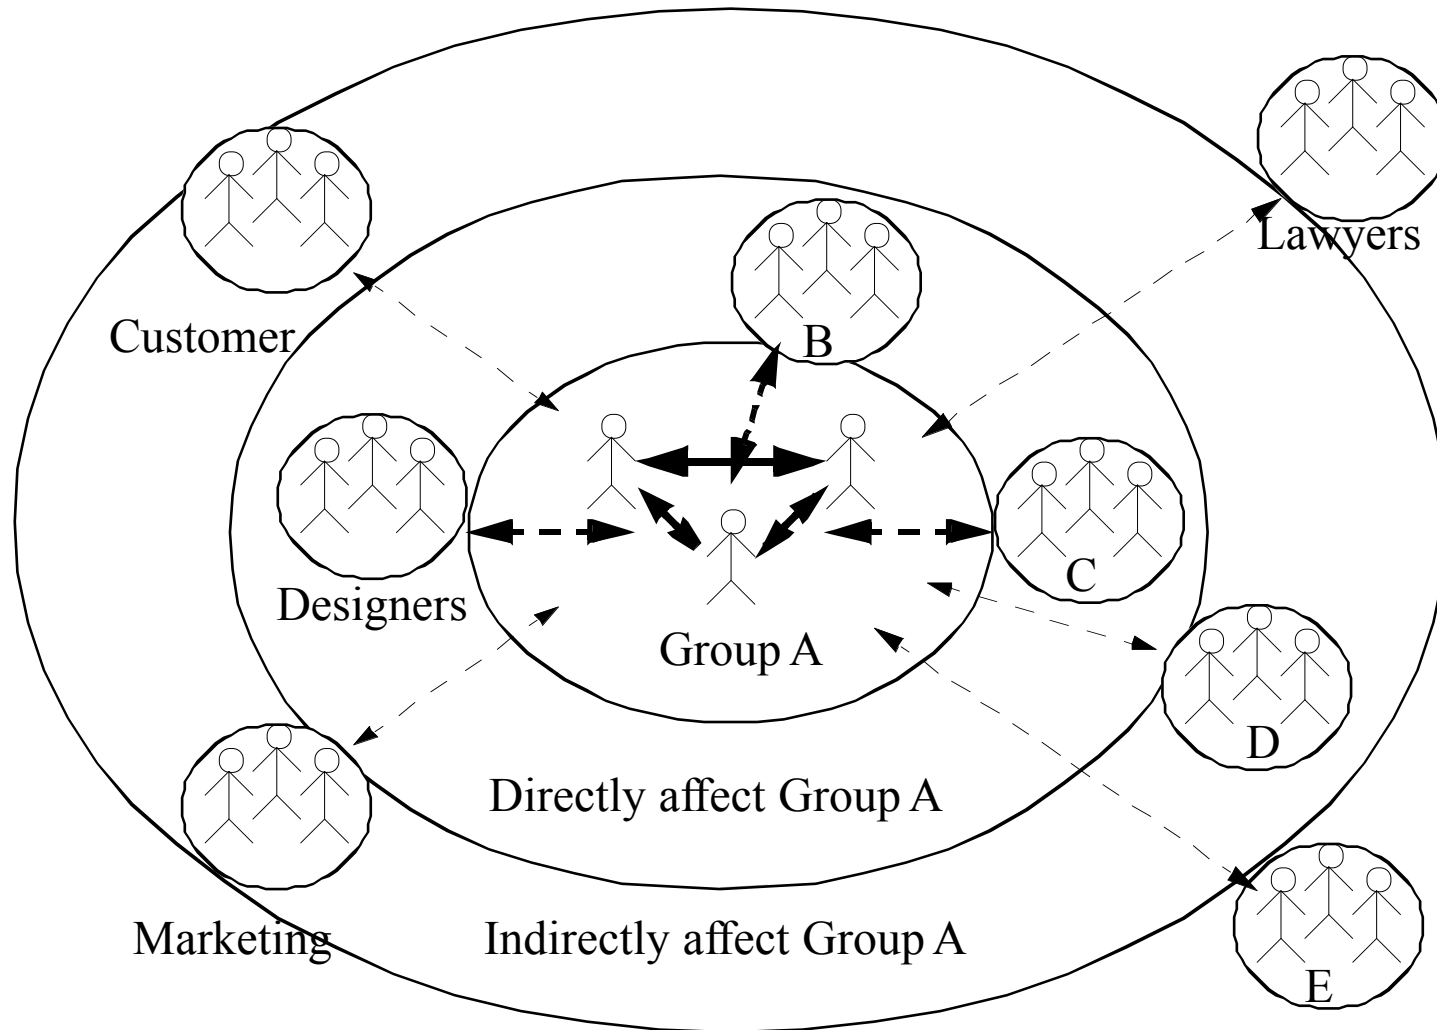 Lawyers
Customer
B
C
Designers
Group A
D
Directly affect Group A
Marketing
Indirectly affect Group A
E